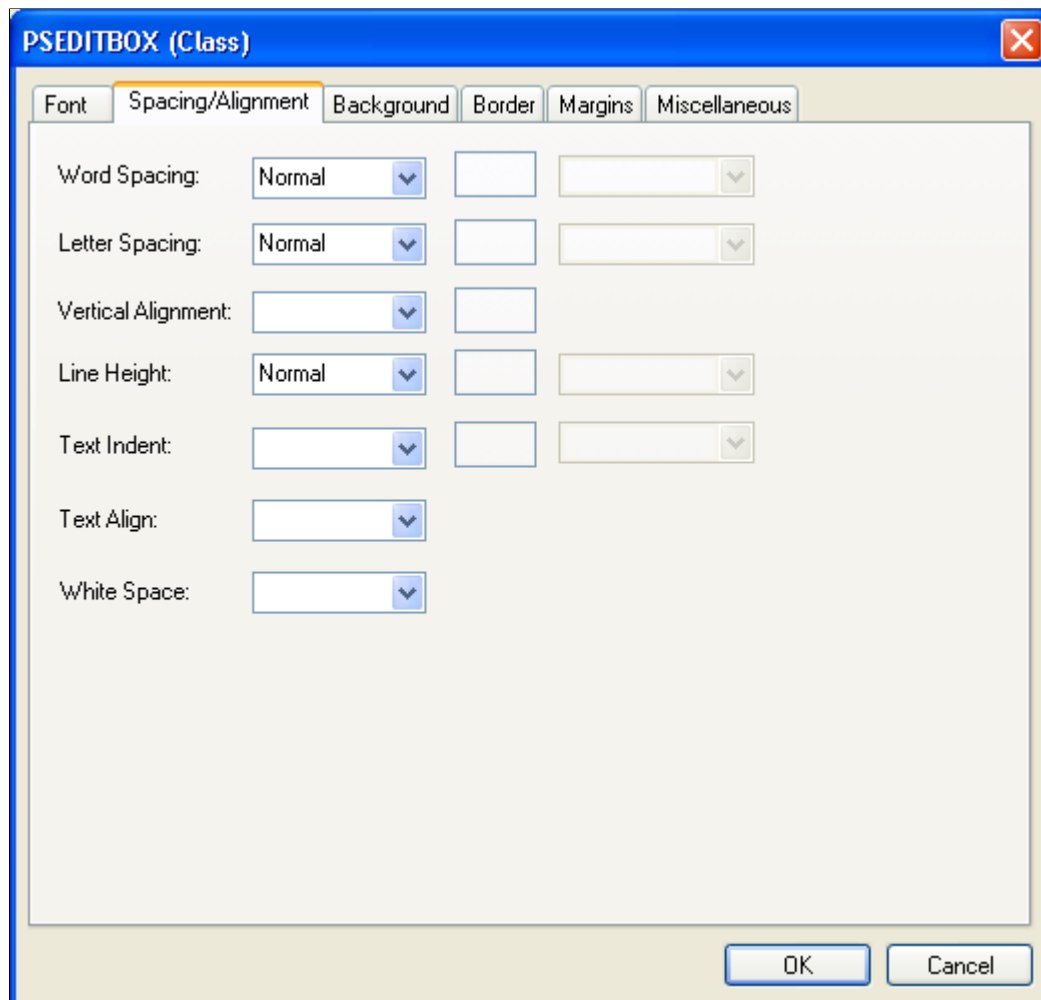 PSEDITBOX (Class)
Font Spacing/Alignment Background Border Margins Miscellaneous
Word Spacing: Normal
Letter Spacing: Normal
Vertical Alignment:
Line Height: Normal
Text Indent:
Text Align:
White Space:
OK Cancel